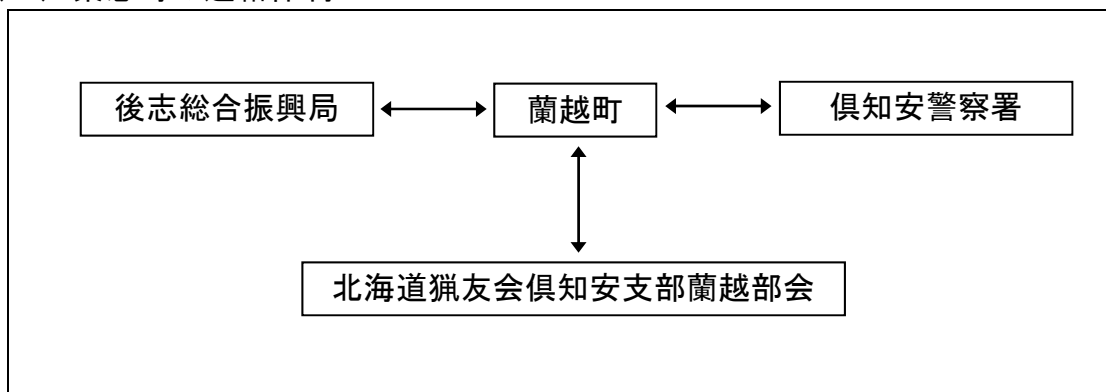 後志総合振興局
蘭越町
倶知安警察署
北海道猟友会倶知安支部蘭越部会